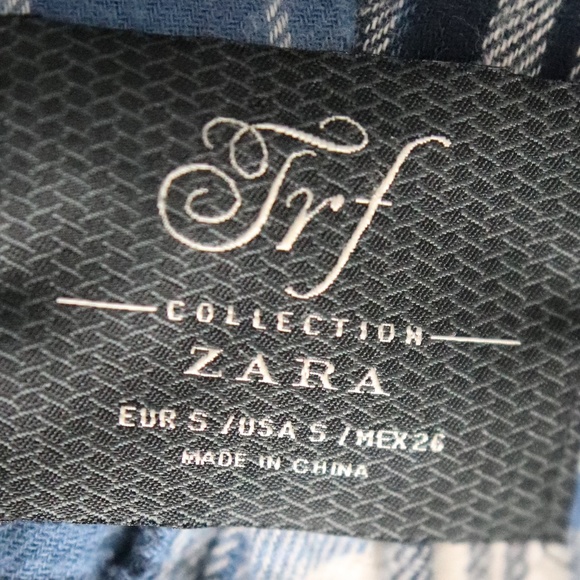 Trf
COLLECTION
ZARA
EUR S / USA S / MEX 26
MADE IN CHINA